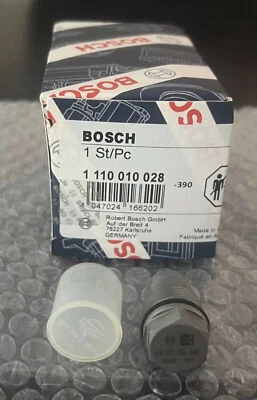 BOSCH
BOSCH
1 St/Pc
1 110 010 028
-390
047024 166202
Robert Bosch GmbH
Auf der Breit 4
76227 Karlsruhe
GERMANY
Made in
Fabriqué en A